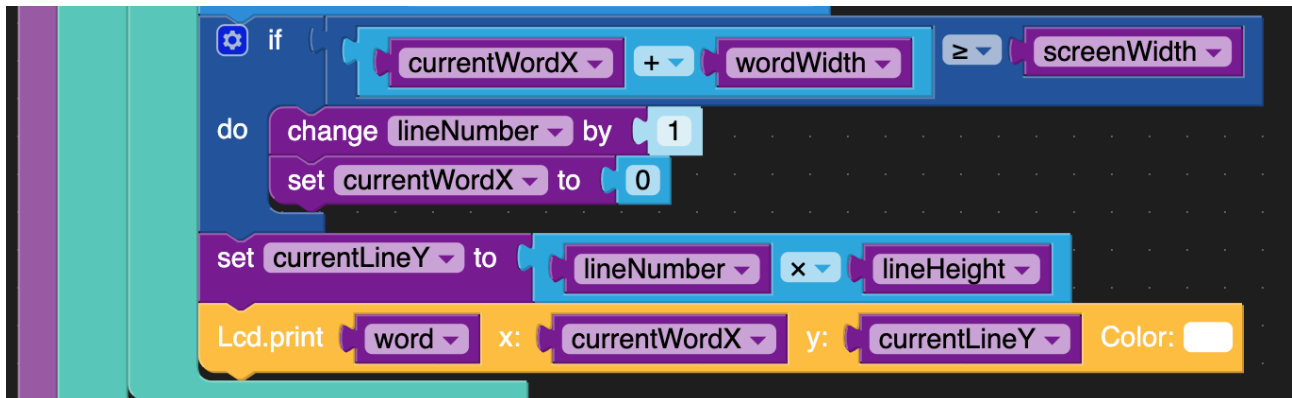 if currentWordX + wordWidth ≥ screenWidth
do change lineNumber by 1
set currentWordX to 0
set currentLineY to lineNumber × lineHeight
Lcd.print word x: currentWordX y: currentLineY Color: